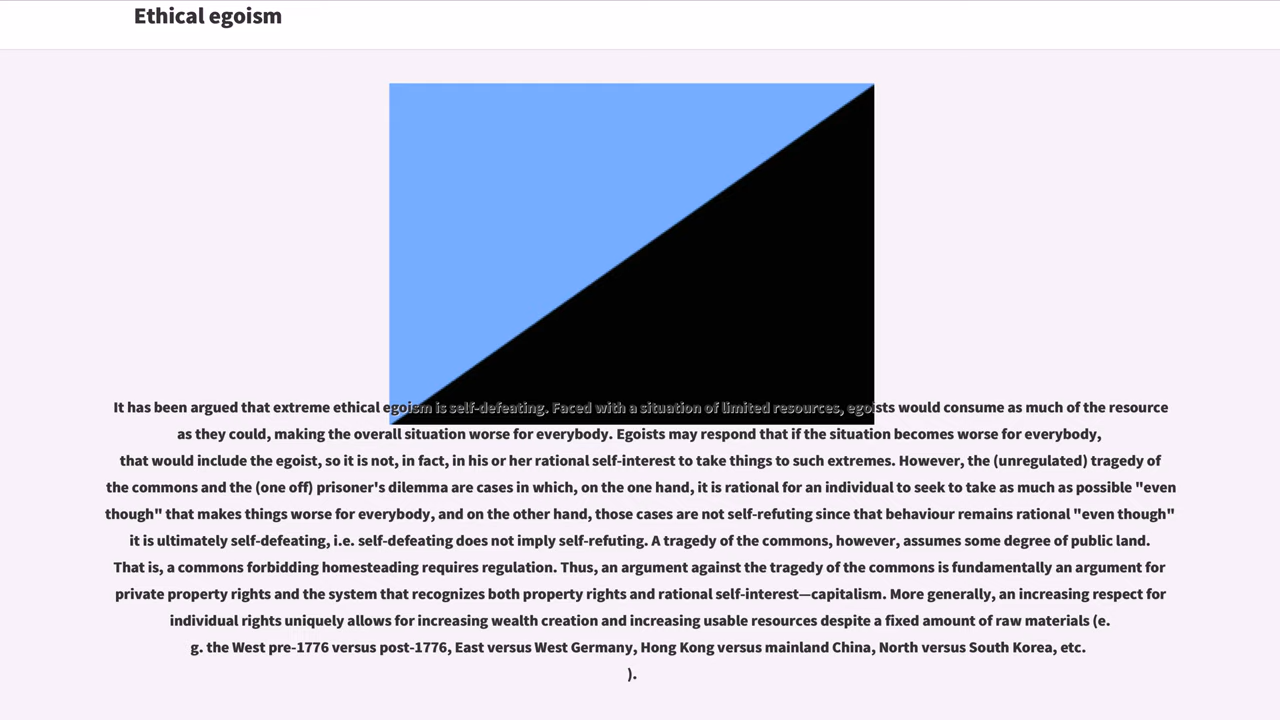 Ethical egoism
It has been argued that extreme ethical egoism is self-defeating. Faced with a situation of limited resources, egoists would consume as much of the resource
as they could, making the overall situation worse for everybody. Egoists may respond that if the situation becomes worse for everybody,
that would include the egoist, so it is not, in fact, in his or her rational self-interest to take things to such extremes. However, the (unregulated) tragedy of
the commons and the (one off) prisoner's dilemma are cases in which, on the one hand, it is rational for an individual to seek to take as much as possible "even
though" that makes things worse for everybody, and on the other hand, those cases are not self-refuting since that behaviour remains rational "even though"
it is ultimately self-defeating, i.e. self-defeating does not imply self-refuting. A tragedy of the commons, however, assumes some degree of public land.
That is, a commons forbidding homesteading requires regulation. Thus, an argument against the tragedy of the commons is fundamentally an argument for
private property rights and the system that recognizes both property rights and rational self-interest—capitalism. More generally, an increasing respect for
individual rights uniquely allows for increasing wealth creation and increasing usable resources despite a fixed amount of raw materials (e.
g. the West pre-1776 versus post-1776, East versus West Germany, Hong Kong versus mainland China, North versus South Korea, etc.
).